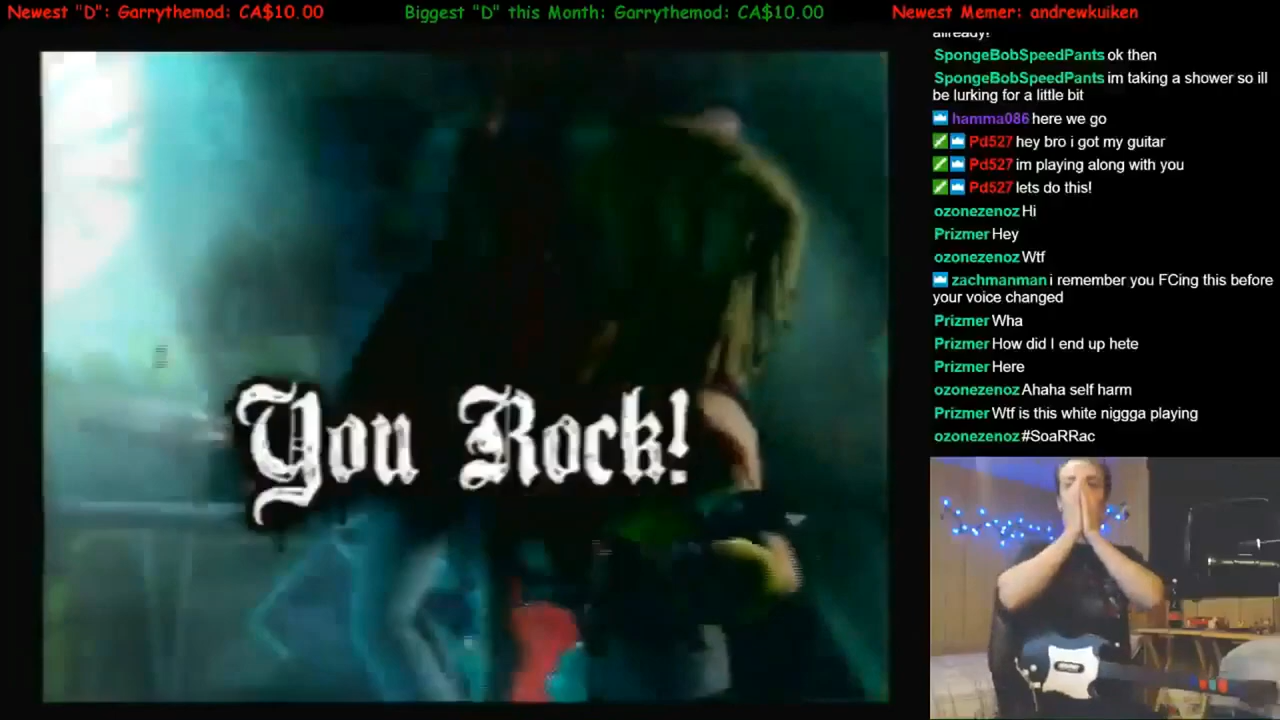 Newest "D": Garrythemod: CA$10.00
Biggest "D" this Month: Garrythemod: CA$10.00
Newest Memer: andrewkuiken
allready!
SpongeBobSpeedPants ok then
SpongeBobSpeedPants im taking a shower so ill
be lurking for a little bit
hamma086 here we go
Pd527 hey bro i got my guitar
Pd527 im playing along with you
Pd527 lets do this!
ozonezenoz Hi
Prizmer Hey
ozonezenoz Wtf
zachmanman i remember you FCing this before
your voice changed
Prizmer Wha
Prizmer How did I end up hete
Prizmer Here
ozonezenoz Ahaha self harm
Prizmer Wtf is this white niggga playing
ozonezenoz #SoaRRac
You Rock!